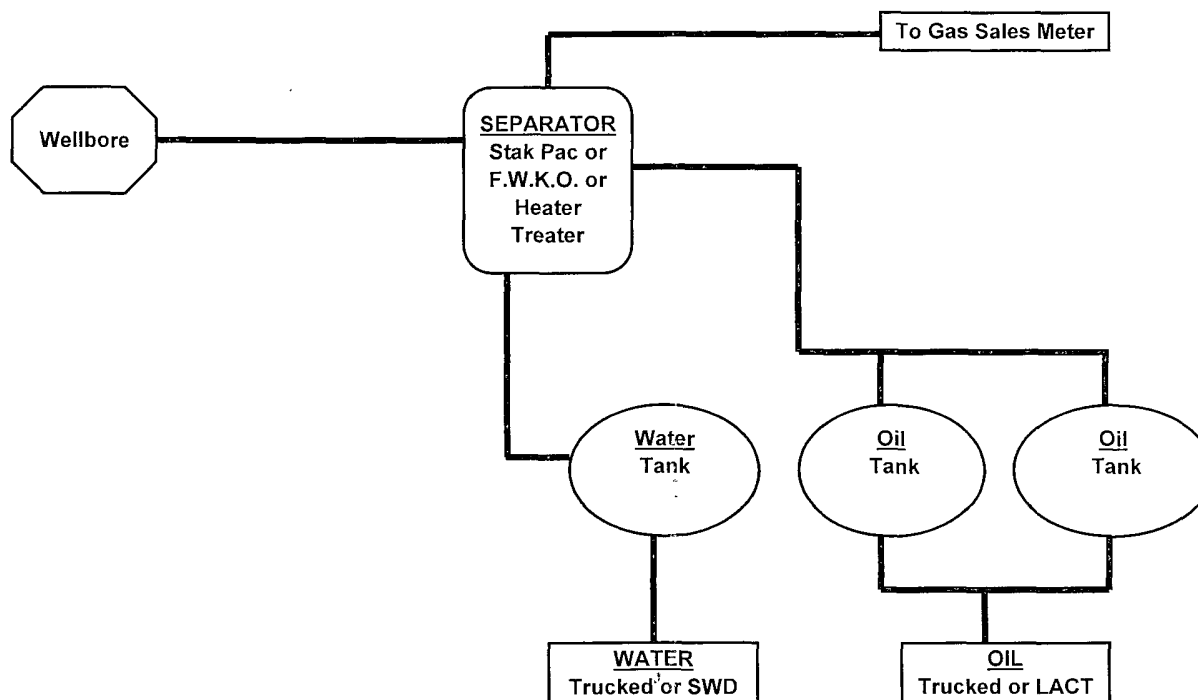 To Gas Sales Meter
Wellbore
SEPARATOR
Stak Pac or
F.W.K.O. or
Heater
Treater
Water
Tank
Oil
Tank
Oil
Tank
WATER
Trucked or SWD
OIL
Trucked or LACT